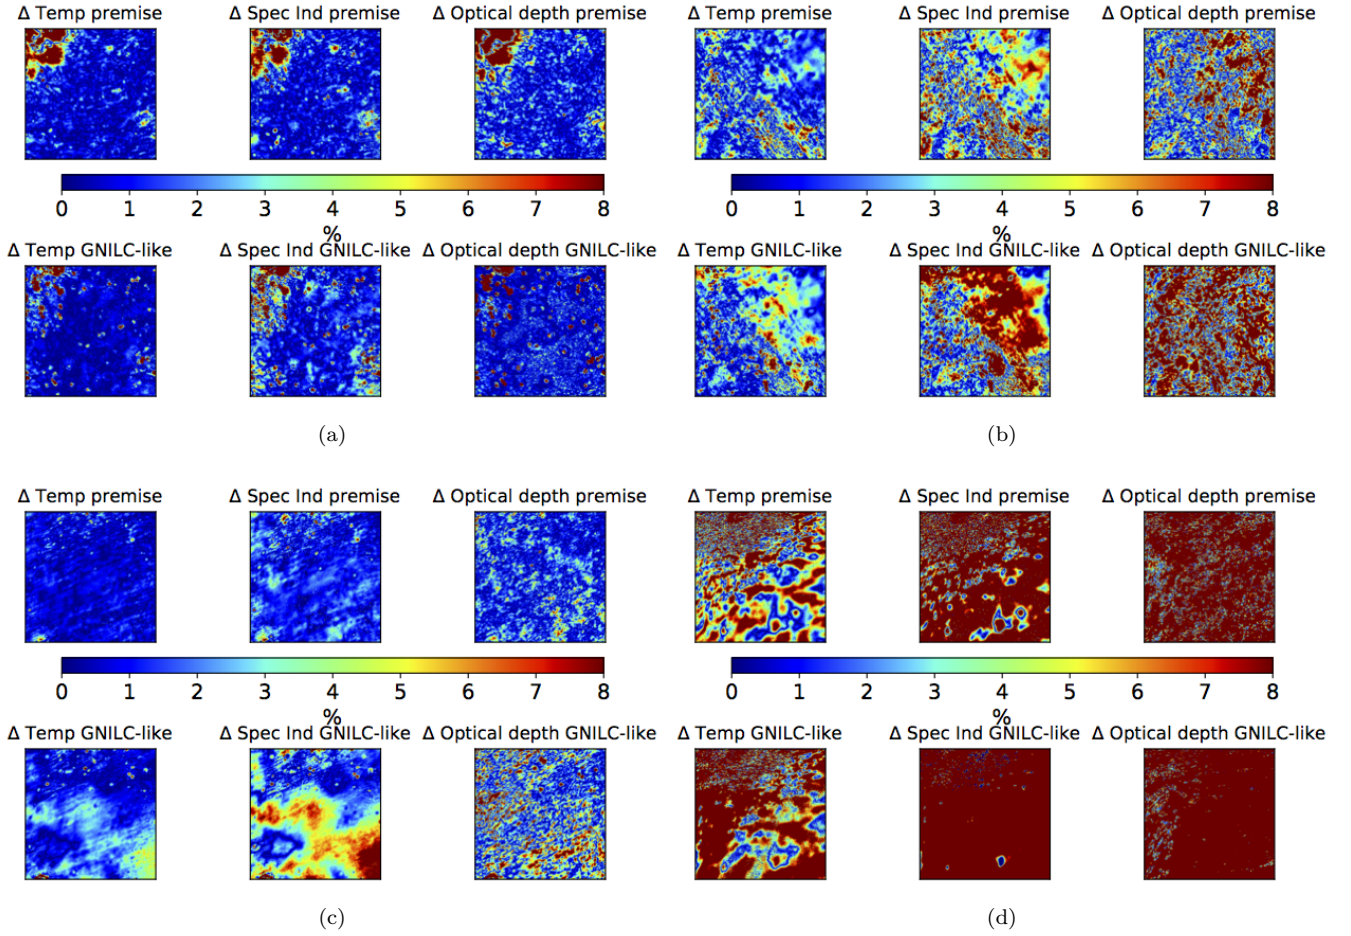 Δ Temp premise Δ Spec Ind premise Δ Optical depth premise Δ Temp premise Δ Spec Ind premise Δ Optical depth premise
0 1 2 3 4 5 6 7 8 0 1 2 3 4 5 6 7 8
% %
Δ Temp GNILC-like Δ Spec Ind GNILC-like Δ Optical depth GNILC-like Δ Temp GNILC-like Δ Spec Ind GNILC-like Δ Optical depth GNILC-like
(a) (b)
Δ Temp premise Δ Spec Ind premise Δ Optical depth premise Δ Temp premise Δ Spec Ind premise Δ Optical depth premise
0 1 2 3 4 5 6 7 8 0 1 2 3 4 5 6 7 8
% %
Δ Temp GNILC-like Δ Spec Ind GNILC-like Δ Optical depth GNILC-like Δ Temp GNILC-like Δ Spec Ind GNILC-like Δ Optical depth GNILC-like
(c) (d)